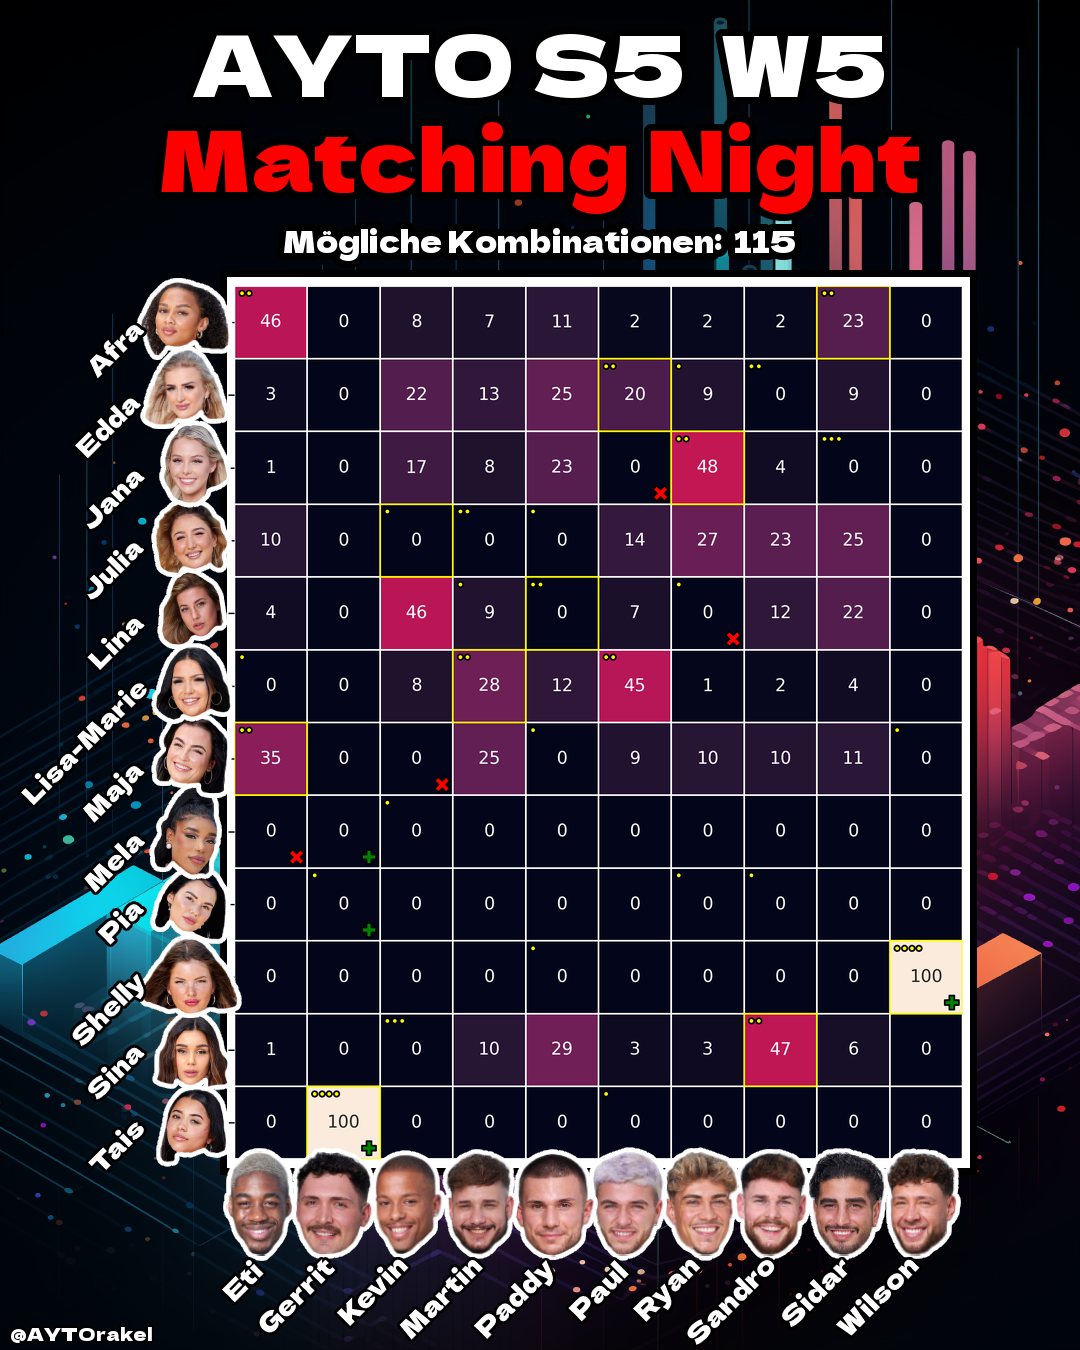 AYTO S5 W5
Matching Night
Mögliche Kombinationen: 115
Afra 46 0 8 7 11 2 2 2 23 0
Edda 3 0 22 13 25 20 9 0 9 0
Jana 1 0 17 8 23 0 48 4 0 0
Julia 10 0 0 0 0 14 27 23 25 0
Lina 4 0 46 9 0 7 0 12 22 0
Lisa-Marie 0 0 8 28 12 45 1 2 4 0
Maja 35 0 0 25 0 9 10 10 11 0
Mela 0 0 0 0 0 0 0 0 0 0
Pia 0 0 0 0 0 0 0 0 0 0
Shelly 0 0 0 0 0 0 0 0 0 100
Sina 1 0 0 10 29 3 3 47 6 0
Tais 0 100 0 0 0 0 0 0 0 0
Eti Gerrit Kevin Martin Paddy Paul Ryan Sandro Sidar Wilson
@AYTOrakel